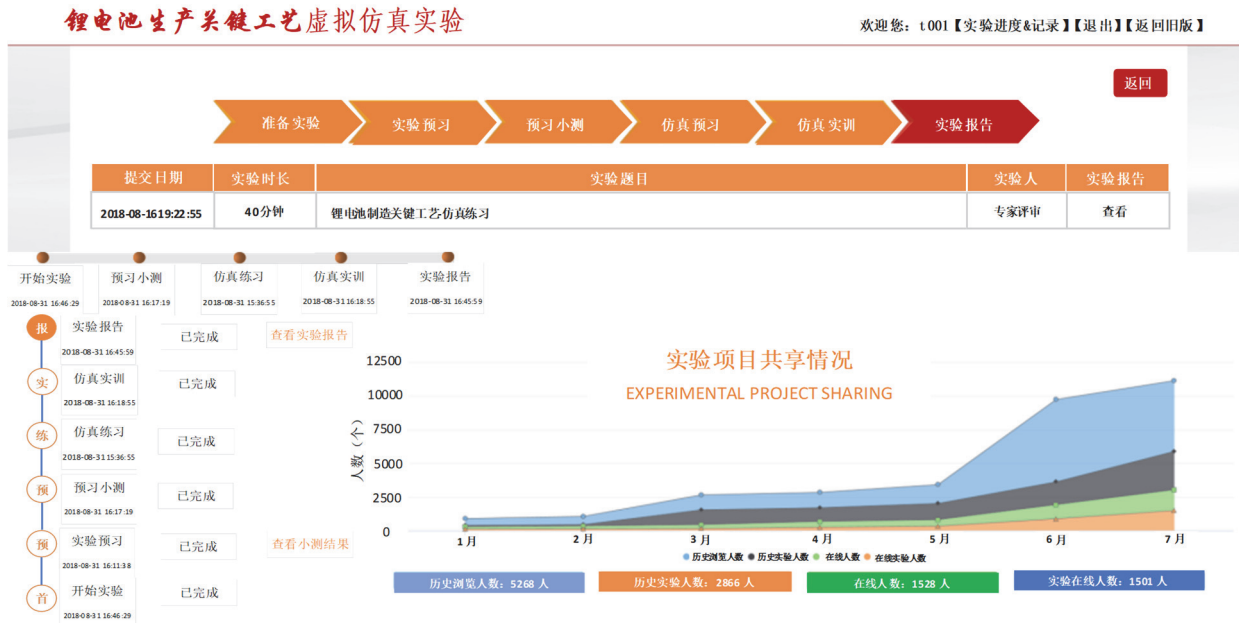 锂电池生产关键工艺虚拟仿真实验
欢迎您：t001【实验进度&记录】【退出】【返回旧版】
返回
准备实验 实验预习 预习小测 仿真预习 仿真实训 实验报告
提交日期 实验时长 实验题目 实验人 实验报告
2018-08-16 19:22:55 40分钟 锂电池制造关键工艺仿真练习 专家评审 查看
开始实验 预习小测 仿真练习 仿真实训 实验报告
2018-08-31 16:46:29 2018-08-31 16:17:19 2018-08-31 15:36:55 2018-08-31 16:18:55 2018-08-31 16:45:59
报 实验报告 已完成 查看实验报告
2018-08-31 16:45:59
实 仿真实训 已完成
2018-08-31 16:18:55
练 仿真练习 已完成
2018-08-31 15:36:55
预 预习小测 已完成
2018-08-31 16:17:19
预 实验预习 已完成 查看小测结果
2018-08-31 16:11:38
首 开始实验 已完成
2018-08-31 16:46:29
实验项目共享情况
EXPERIMENTAL PROJECT SHARING
人数（个）
12500
10000
7500
5000
2500
0
1月 2月 3月 4月 5月 6月 7月
历史浏览人数 历史实验人数 在线人数 在线实验人数
历史浏览人数：5268 人 历史实验人数：2866 人 在线人数：1528 人 实验在线人数：1501 人